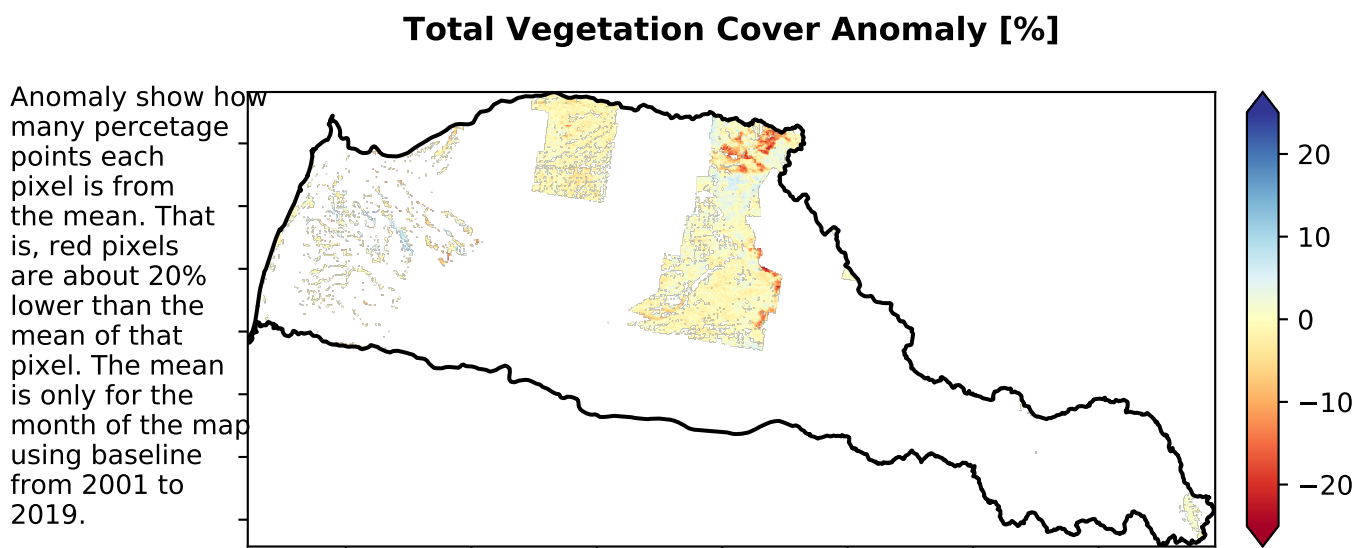 Total Vegetation Cover Anomaly [%]
Anomaly show how
many percetage
points each
pixel is from
the mean. That
is, red pixels
are about 20%
lower than the
mean of that
pixel. The mean
is only for the
month of the map
using baseline
from 2001 to
2019.
20
10
0
−10
−20